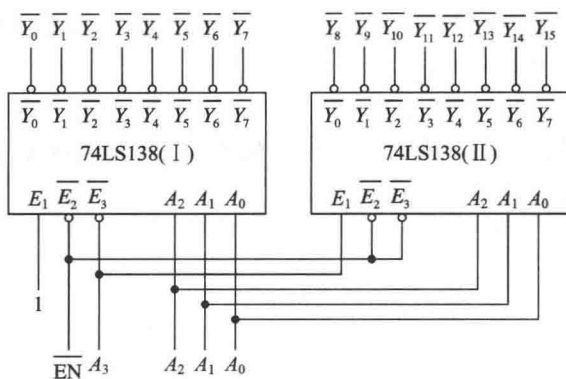 Y̅₀ Y̅₁ Y̅₂ Y̅₃ Y̅₄ Y̅₅ Y̅₆ Y̅₇ Y̅₈ Y̅₉ Y̅₁₀ Y̅₁₁ Y̅₁₂ Y̅₁₃ Y̅₁₄ Y̅₁₅
Y̅₀ Y̅₁ Y̅₂ Y̅₃ Y̅₄ Y̅₅ Y̅₆ Y̅₇ Y̅₀ Y̅₁ Y̅₂ Y̅₃ Y̅₄ Y̅₅ Y̅₆ Y̅₇
74LS138(Ⅰ) 74LS138(Ⅱ)
E₁ E̅₂ E̅₃ A₂ A₁ A₀ E₁ E̅₂ E̅₃ A₂ A₁ A₀
1
E̅N̅ A₃ A₂ A₁ A₀